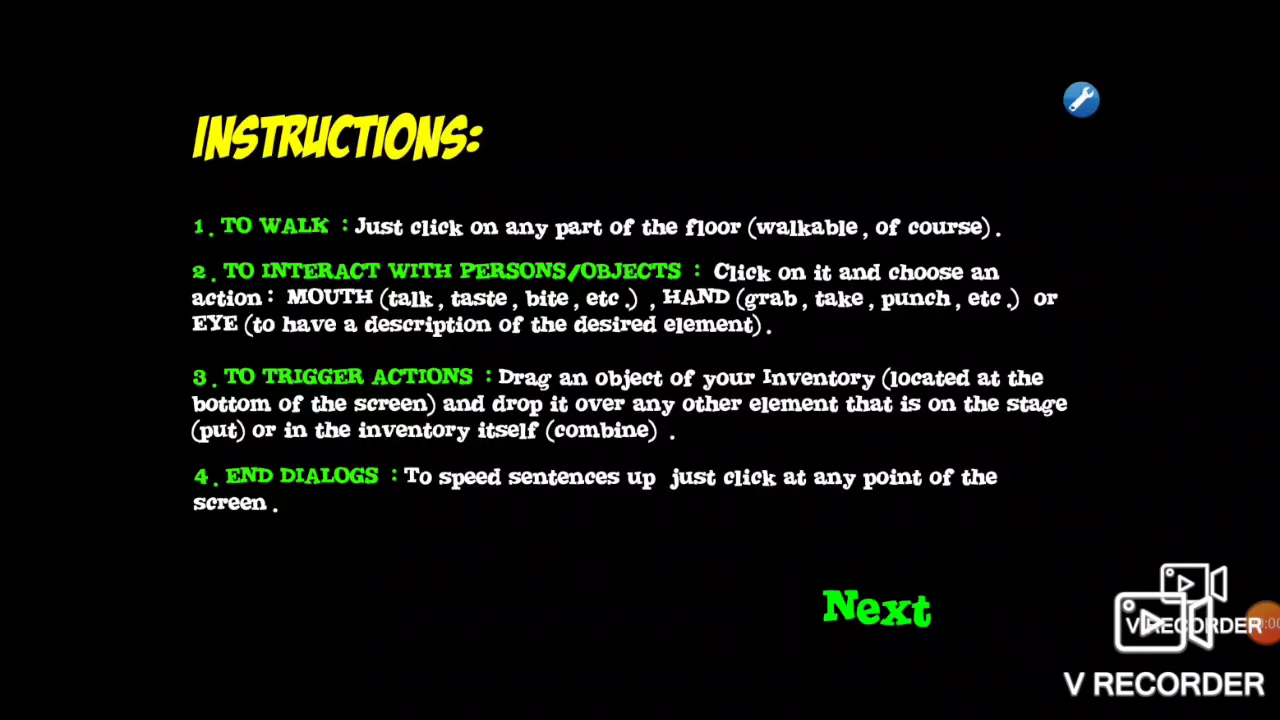 INSTRUCTIONS:
1. TO WALK : Just click on any part of the floor (walkable, of course).
2. TO INTERACT WITH PERSONS/OBJECTS : Click on it and choose an
action: MOUTH (talk, taste, bite, etc.), HAND (grab, take, punch, etc.) or
EYE (to have a description of the desired element).
3. TO TRIGGER ACTIONS : Drag an object of your Inventory (located at the
bottom of the screen) and drop it over any other element that is on the stage
(put) or in the inventory itself (combine) .
4. END DIALOGS : To speed sentences up just click at any point of the
screen.
Next
V RECORDER
V RECORDER